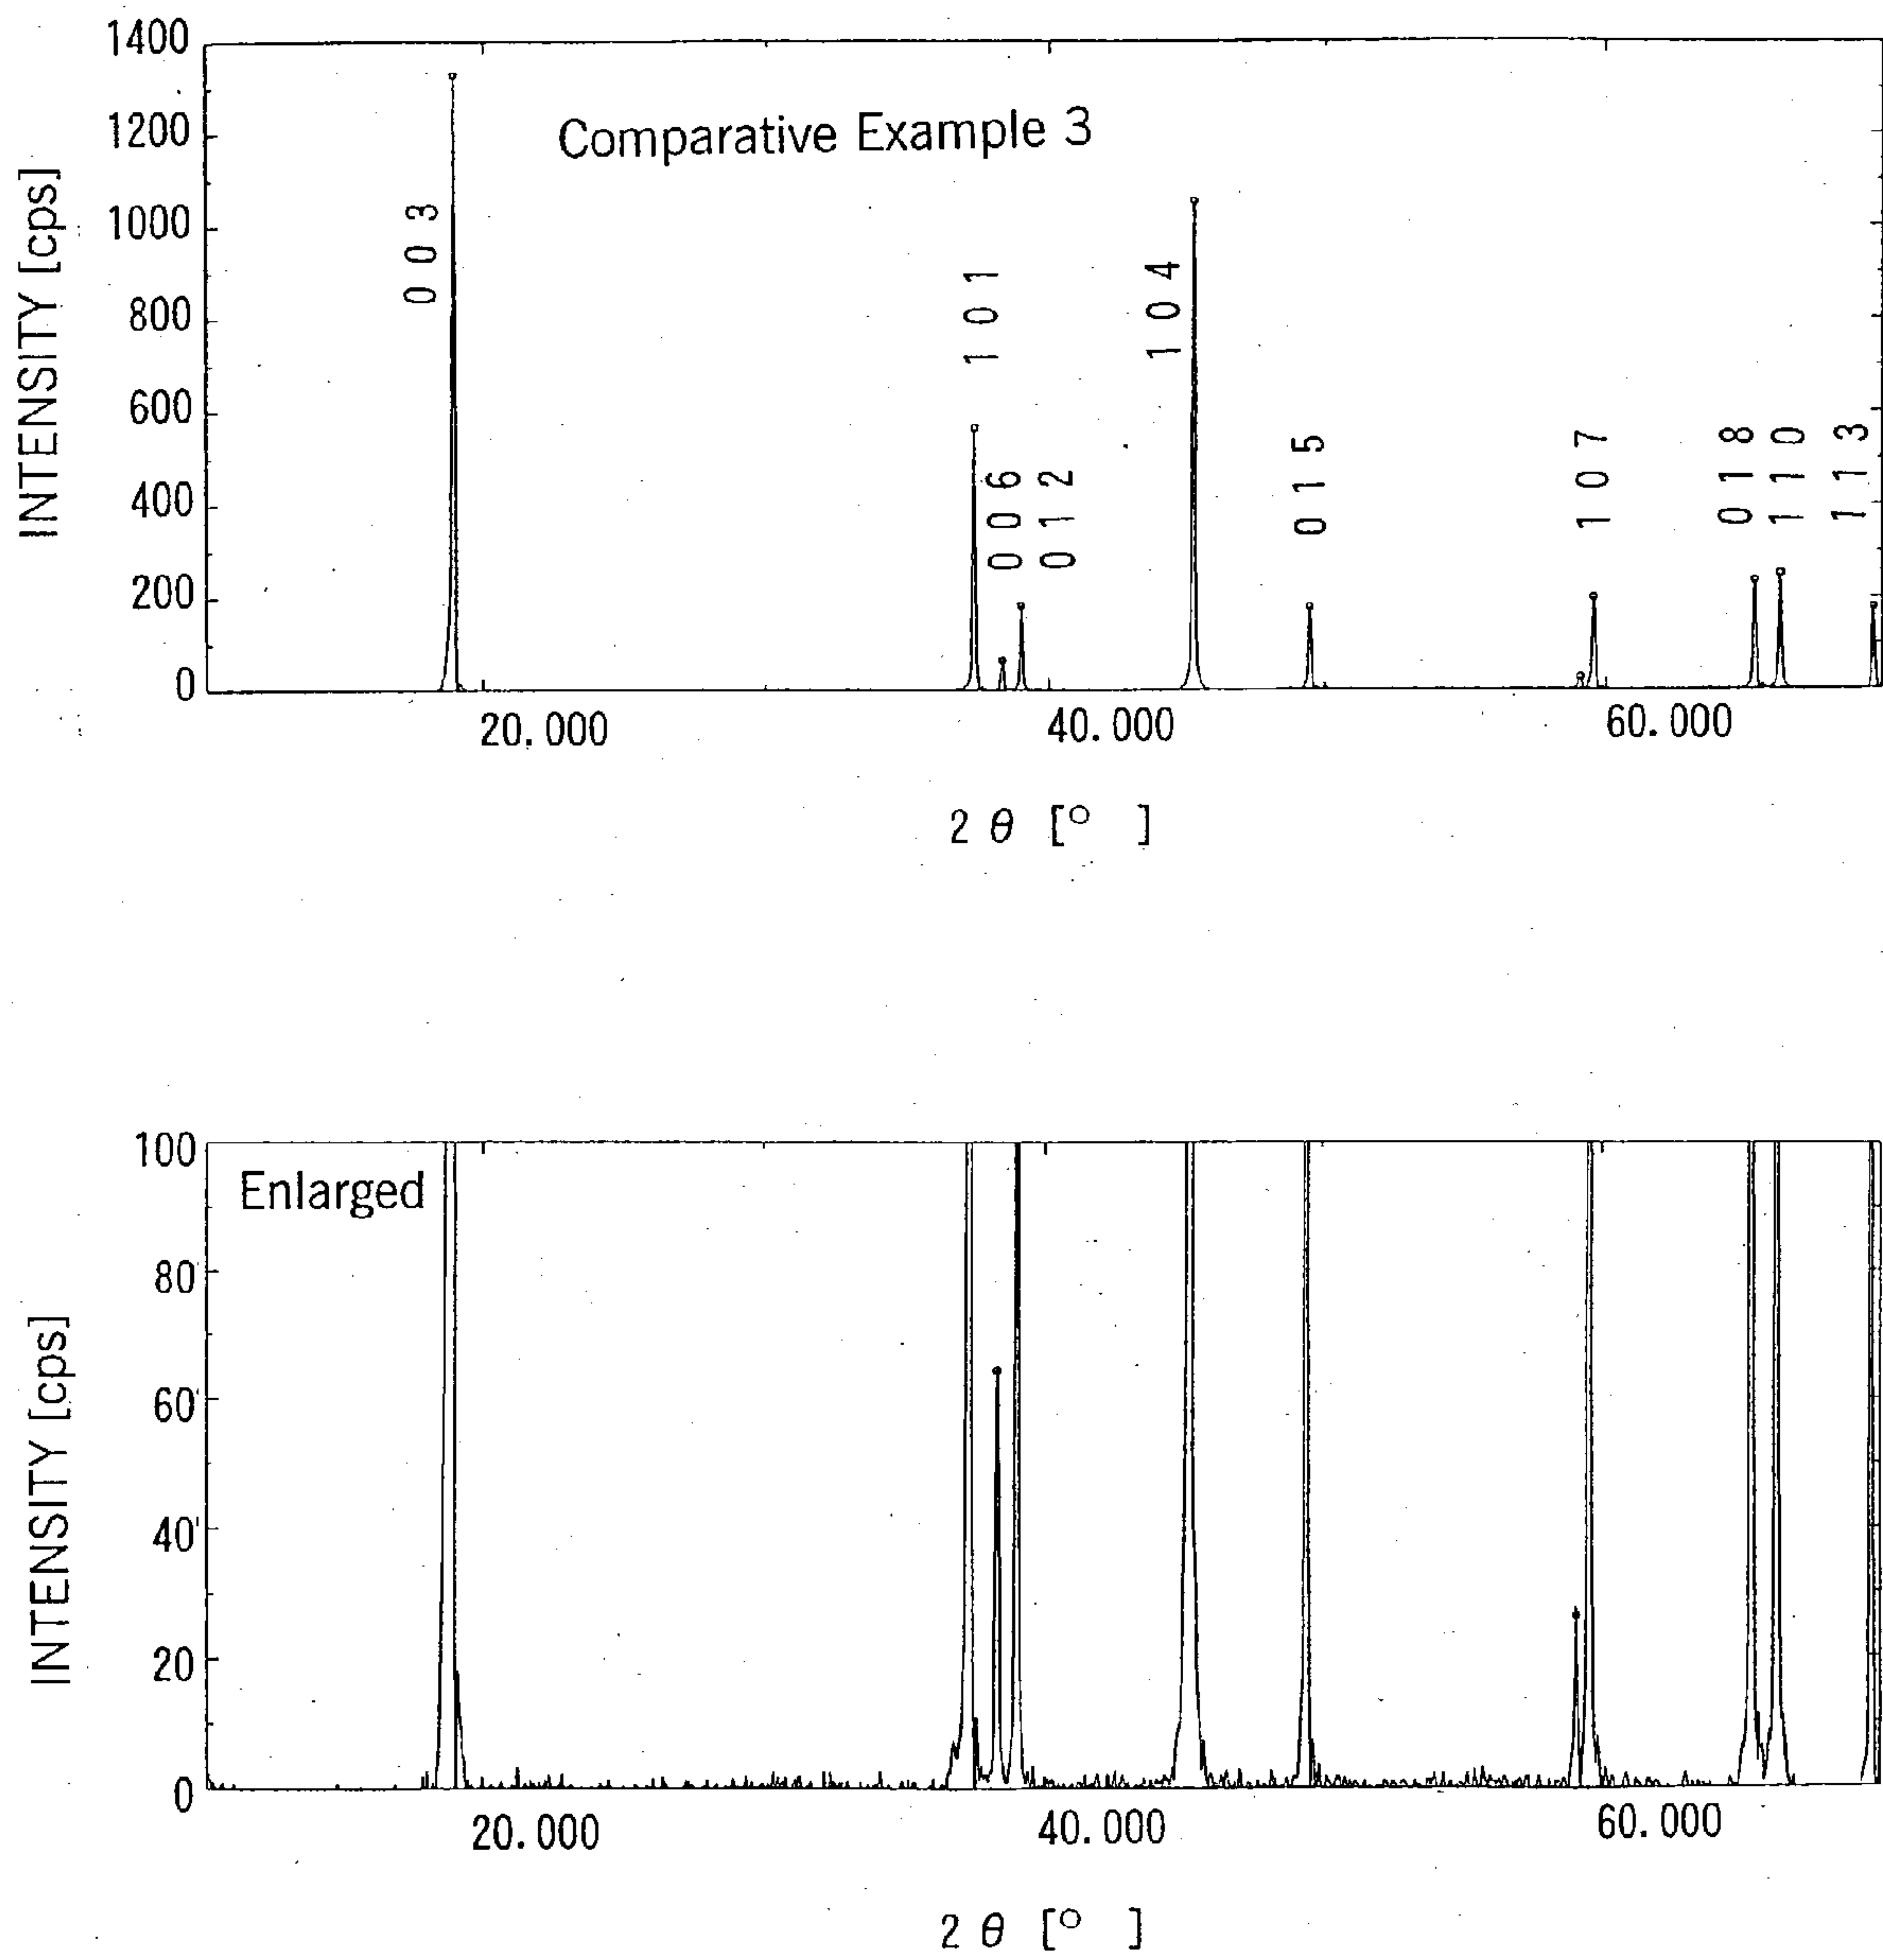 1400
1200
1000
800
600
400
200
0
INTENSITY [cps]
Comparative Example 3
0 0 3
1 0 1
0 0 6
0 1 2
1 0 4
0 1 5
1 0 7
0 1 8
1 1 0
1 1 3
20.000 40.000 60.000
2 θ [° ]
100
80
60
40
20
0
INTENSITY [cps]
Enlarged
20.000 40.000 60.000
2 θ [° ]